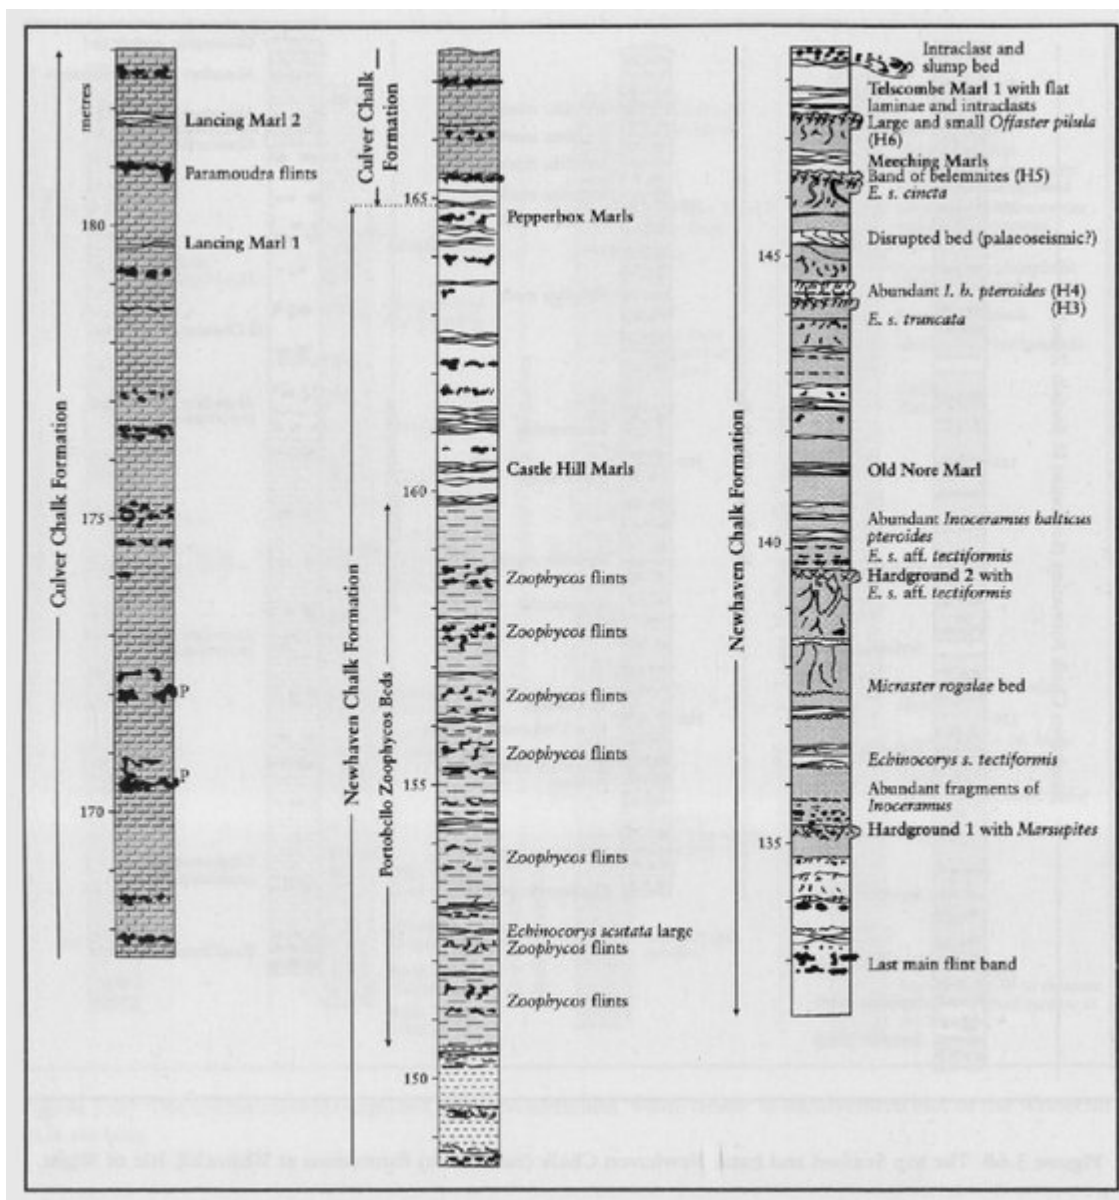 metres
Culver Chalk Formation
Lancing Marl 2
Paramoudra flints
180
Lancing Marl 1
175
P
P
170
Culver Chalk
Formation
Newhaven Chalk Formation
Portobello Zoophycos Beds
165
Pepperbox Marls
Castle Hill Marls
160
Zoophycos flints
Zoophycos flints
Zoophycos flints
Zoophycos flints
155
Zoophycos flints
Echinocorys scutata large
Zoophycos flints
Zoophycos flints
150
Newhaven Chalk Formation
Intraclast and
slump bed
Telscombe Marl 1 with flat
laminae and intraclasts
Large and small Offaster pilula
(H6)
Meeching Marls
Band of belemnites (H5)
E. s. cincta
Disrupted bed (palaeoseismic?)
145
Abundant I. b. pteroides (H4)
(H3)
E. s. truncata
Old Nore Marl
Abundant Inoceramus balticus
pteroides
140
E. s. aff. tectiformis
Hardground 2 with
E. s. aff. tectiformis
Micraster rogalae bed
Echinocorys s. tectiformis
Abundant fragments of
Inoceramus
Hardground 1 with Marsupites
135
Last main flint band